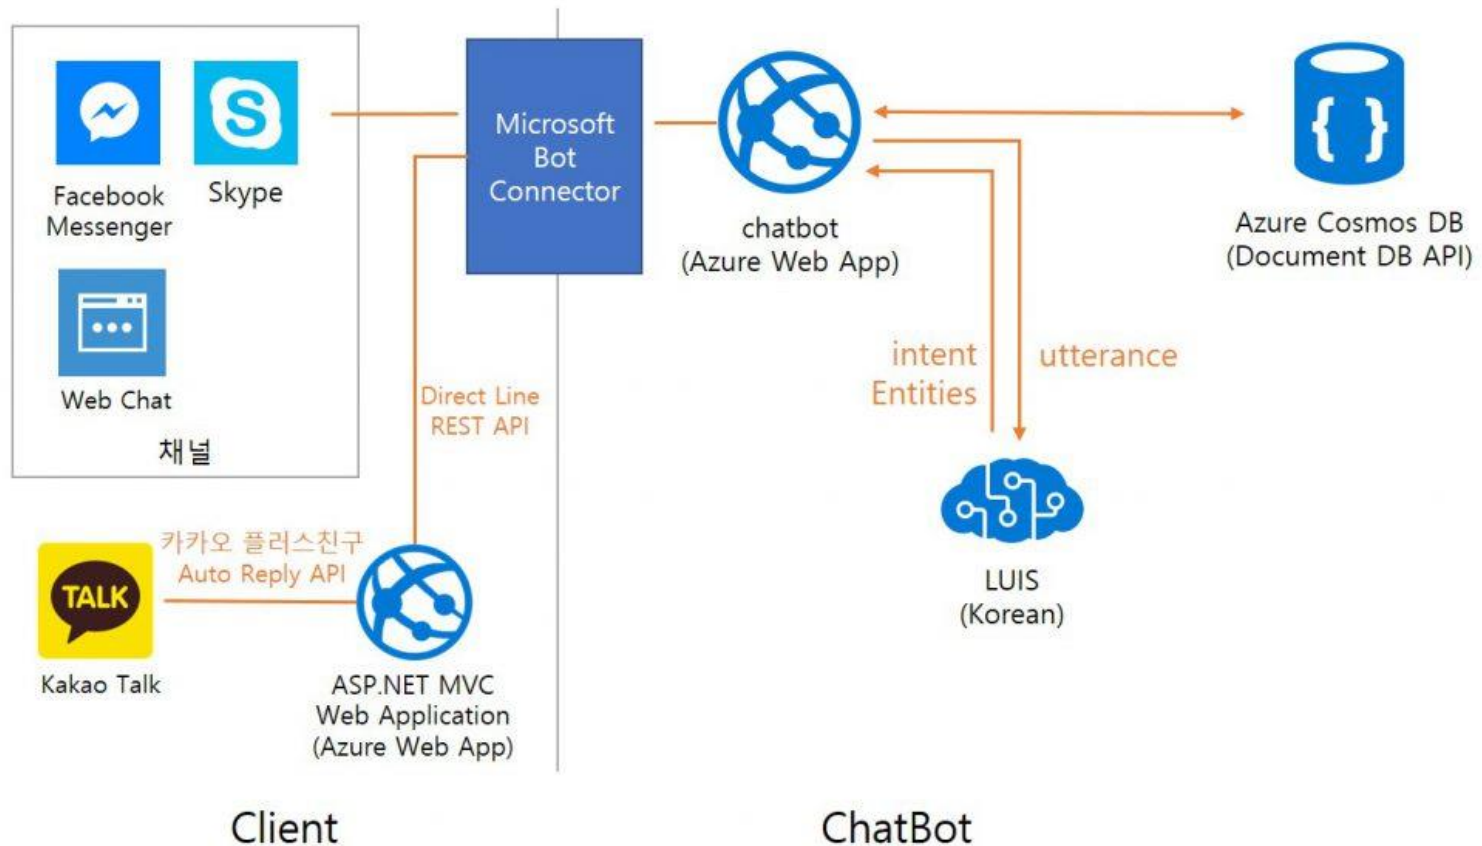 Facebook
Messenger
Skype
Web Chat
채널
Microsoft
Bot
Connector
chatbot
(Azure Web App)
Azure Cosmos DB
(Document DB API)
intent
Entities
utterance
Direct Line
REST API
LUIS
(Korean)
카카오 플러스친구
Auto Reply API
TALK
Kakao Talk
ASP.NET MVC
Web Application
(Azure Web App)
Client
ChatBot